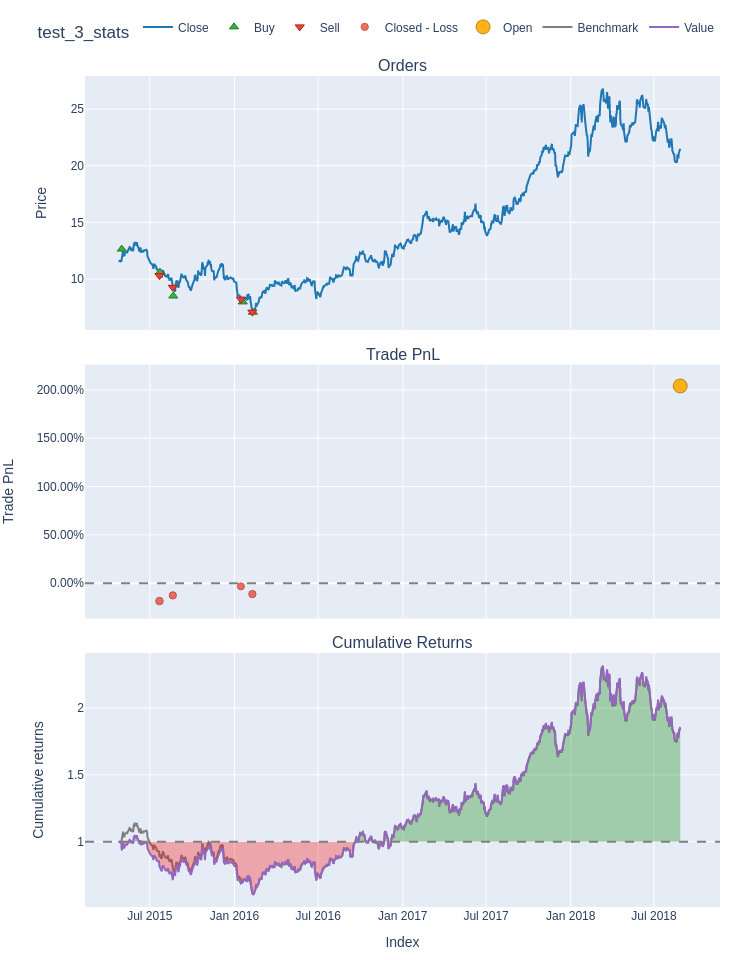 test_3_stats
Close Buy Sell Closed - Loss Open Benchmark Value
Orders
25
20
15
10
Price
Trade PnL
200.00%
150.00%
100.00%
50.00%
0.00%
Trade PnL
Cumulative Returns
2
1.5
1
Cumulative returns
Jul 2015 Jan 2016 Jul 2016 Jan 2017 Jul 2017 Jan 2018 Jul 2018
Index